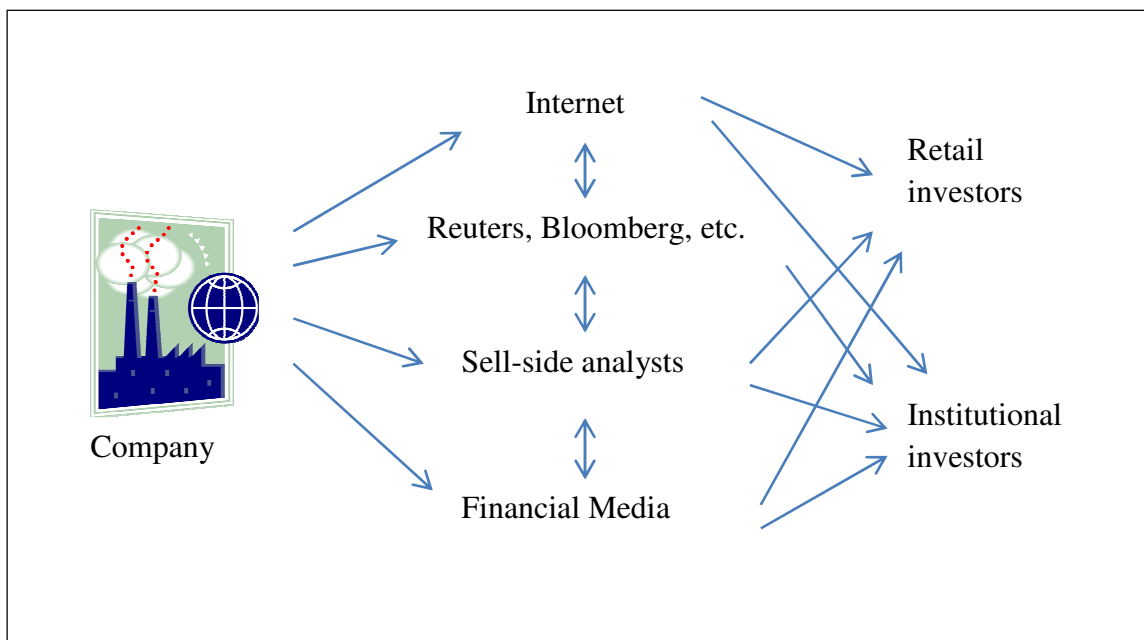 Internet
Retail
investors
Reuters, Bloomberg, etc.
Sell-side analysts
Institutional
investors
Company
Financial Media